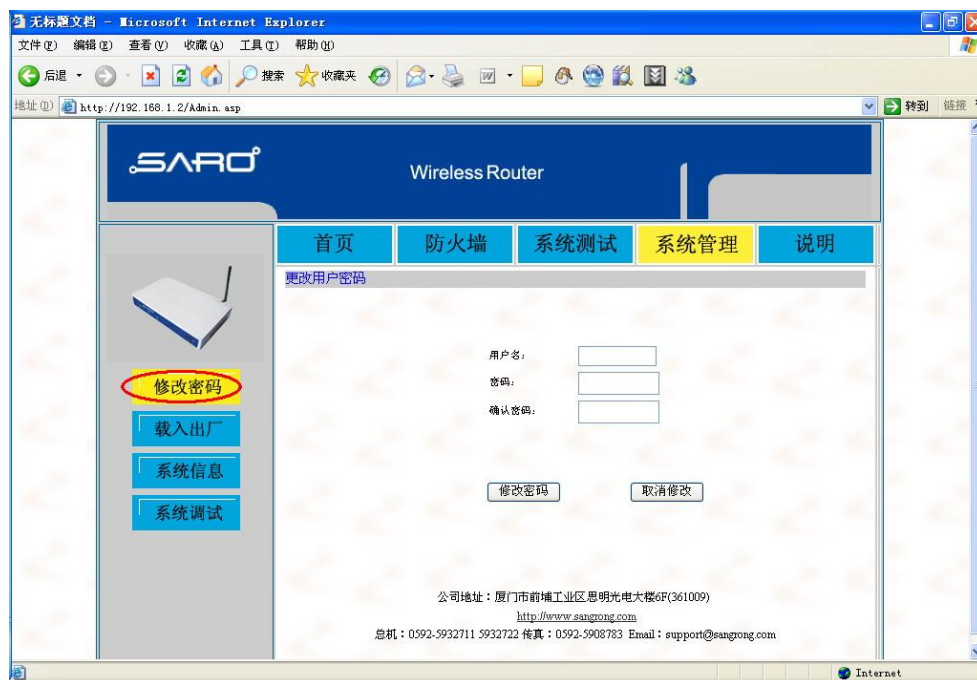 无标题文档 - Microsoft Internet Explorer
文件(F) 编辑(E) 查看(V) 收藏(A) 工具(T) 帮助(H)
后退 搜索 收藏夹
地址(D) http://192.168.1.2/Admin.asp 转到 链接
SARO
Wireless Router
首页 防火墙 系统测试 系统管理 说明
更改用户密码
用户名:
密码:
确认密码:
修改密码
载入出厂
系统信息
系统调试
修改密码 取消修改
公司地址：厦门市前埔工业区思明光电大楼6F(361009)
http://www.sangrong.com
总机：0592-5932711 5932722 传真：0592-5908783 Email：support@sangrong.com
Internet